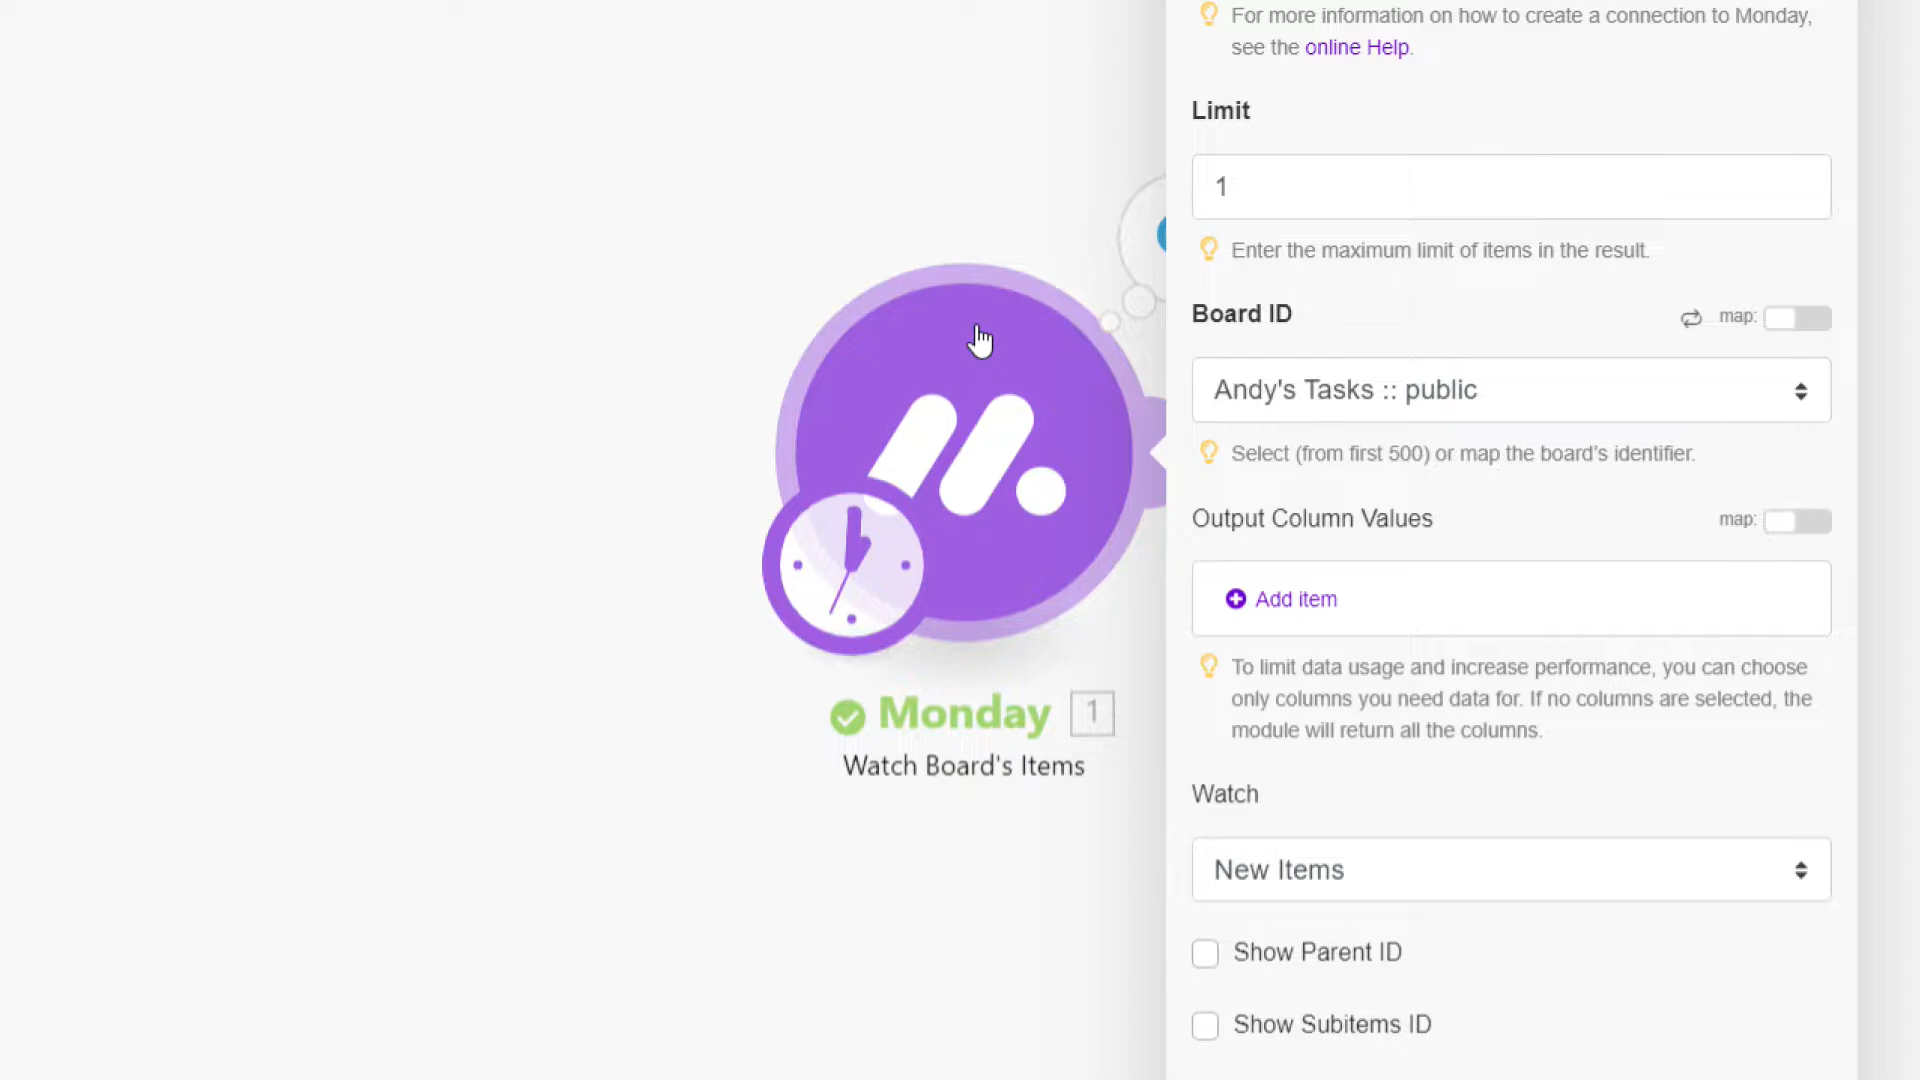 For more information on how to create a connection to Monday,
see the online Help.
Limit
1
Enter the maximum limit of items in the result.
Board ID
map:
Andy's Tasks :: public
Select (from first 500) or map the board's identifier.
Output Column Values
map:
Add item
To limit data usage and increase performance, you can choose
only columns you need data for. If no columns are selected, the
module will return all the columns.
Watch
New Items
Show Parent ID
Show Subitems ID
Monday 1
Watch Board's Items